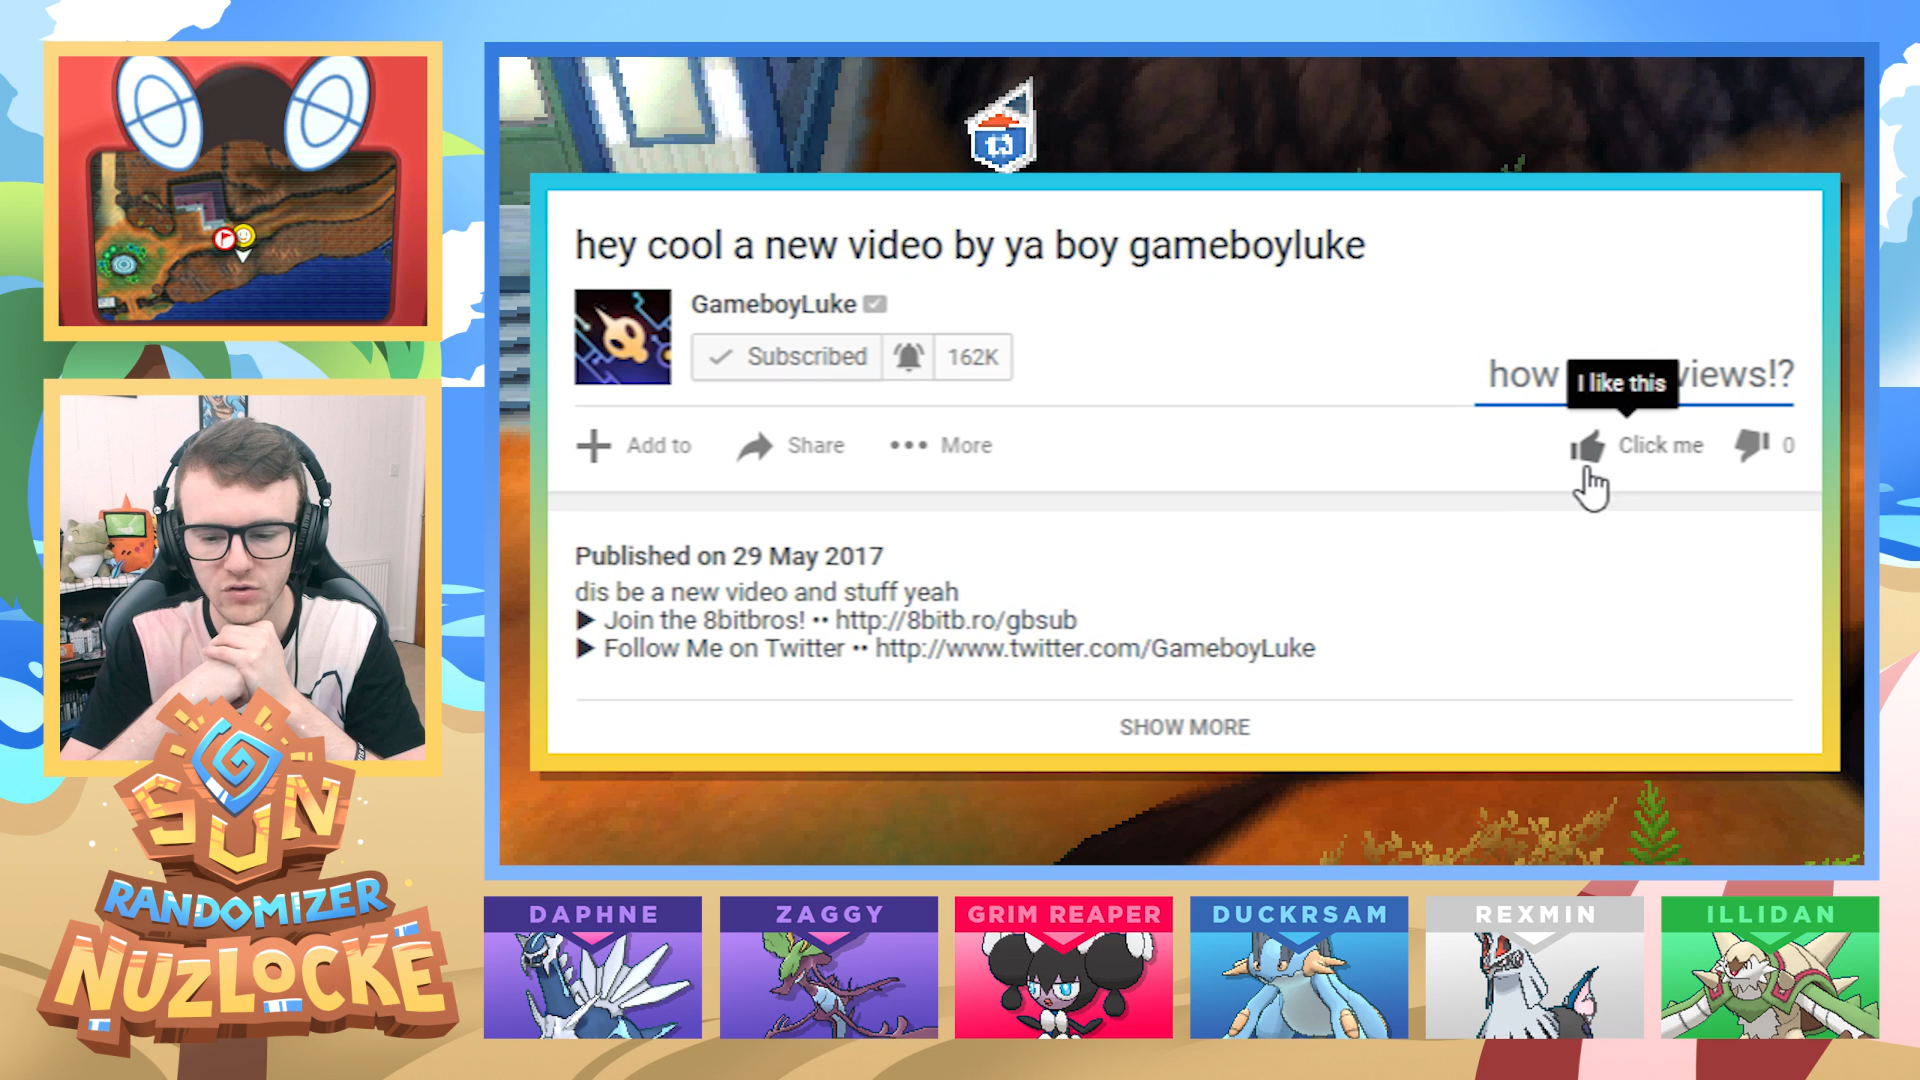 13
hey cool a new video by ya boy gameboyluke
GameboyLuke
Subscribed 162K
how views!?
I like this
Add to Share More Click me 0
Published on 29 May 2017
dis be a new video and stuff yeah
▶ Join the 8bitbros! •• http://8bitb.ro/gbsub
▶ Follow Me on Twitter •• http://www.twitter.com/GameboyLuke
SHOW MORE
SUN
RANDOMIZER
NUZLOCKE
DAPHNE ZAGGY GRIM REAPER DUCKRSAM REXMIN ILLIDAN